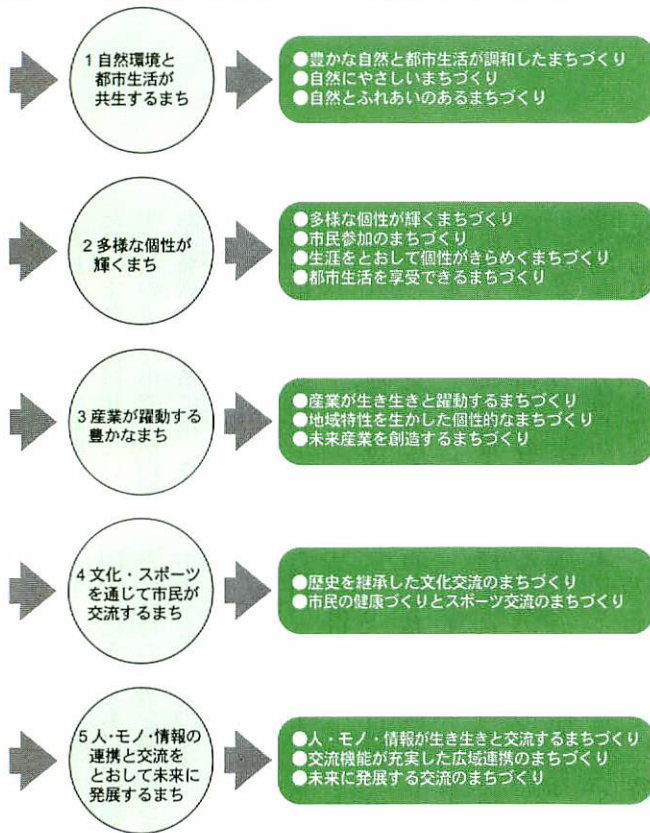 1 自然環境と
都市生活が
共生するまち
●豊かな自然と都市生活が調和したまちづくり
●自然にやさしいまちづくり
●自然とふれあいのあるまちづくり
2 多様な個性が
輝くまち
●多様な個性が輝くまちづくり
●市民参加のまちづくり
●生涯をとおして個性がきらめくまちづくり
●都市生活を享受できるまちづくり
3 産業が躍動する
豊かなまち
●産業が生き生きと躍動するまちづくり
●地域特性を生かした個性的なまちづくり
●未来産業を創造するまちづくり
4 文化・スポーツ
を通じて市民が
交流するまち
●歴史を継承した文化交流のまちづくり
●市民の健康づくりとスポーツ交流のまちづくり
5 人・モノ・情報の
連携と交流を
とおして未来に
発展するまち
●人・モノ・情報が生き生きと交流するまちづくり
●交流機能が充実した広域連携のまちづくり
●未来に発展する交流のまちづくり